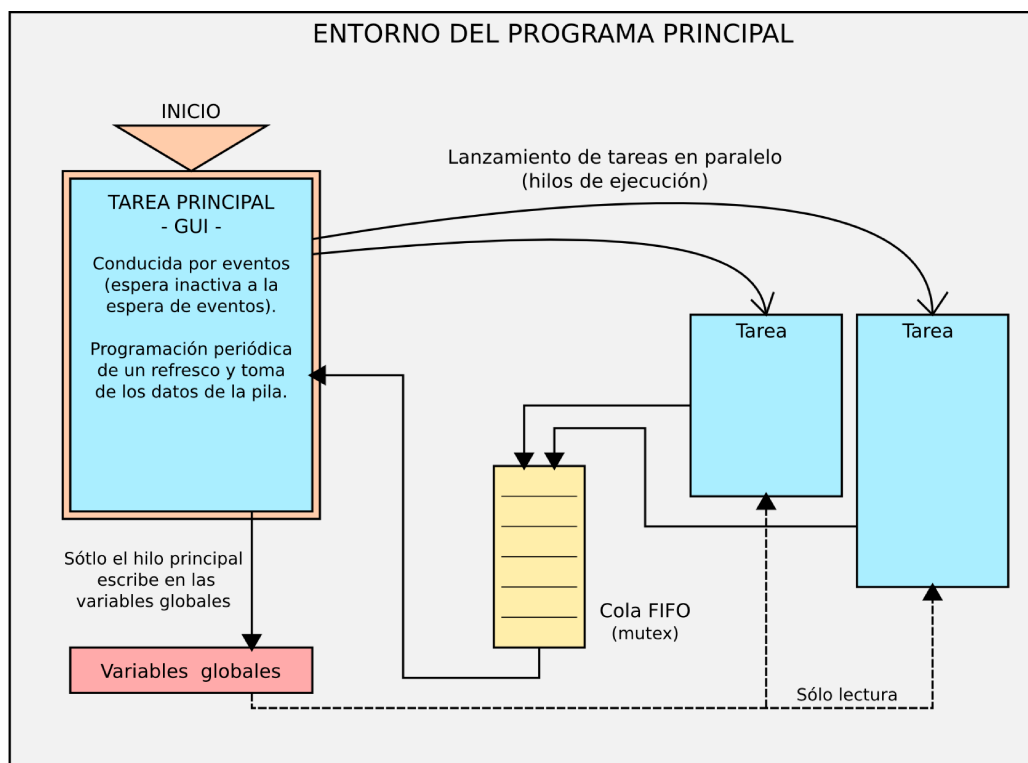 ENTORNO DEL PROGRAMA PRINCIPAL
INICIO
Lanzamiento de tareas en paralelo
(hilos de ejecución)
TAREA PRINCIPAL
- GUI -
Conducida por eventos
(espera inactiva a la
espera de eventos).
Programación periódica
de un refresco y toma
de los datos de la pila.
Tarea
Tarea
Sótlo el hilo principal
escribe en las
variables globales
Cola FIFO
(mutex)
Variables globales
Sólo lectura